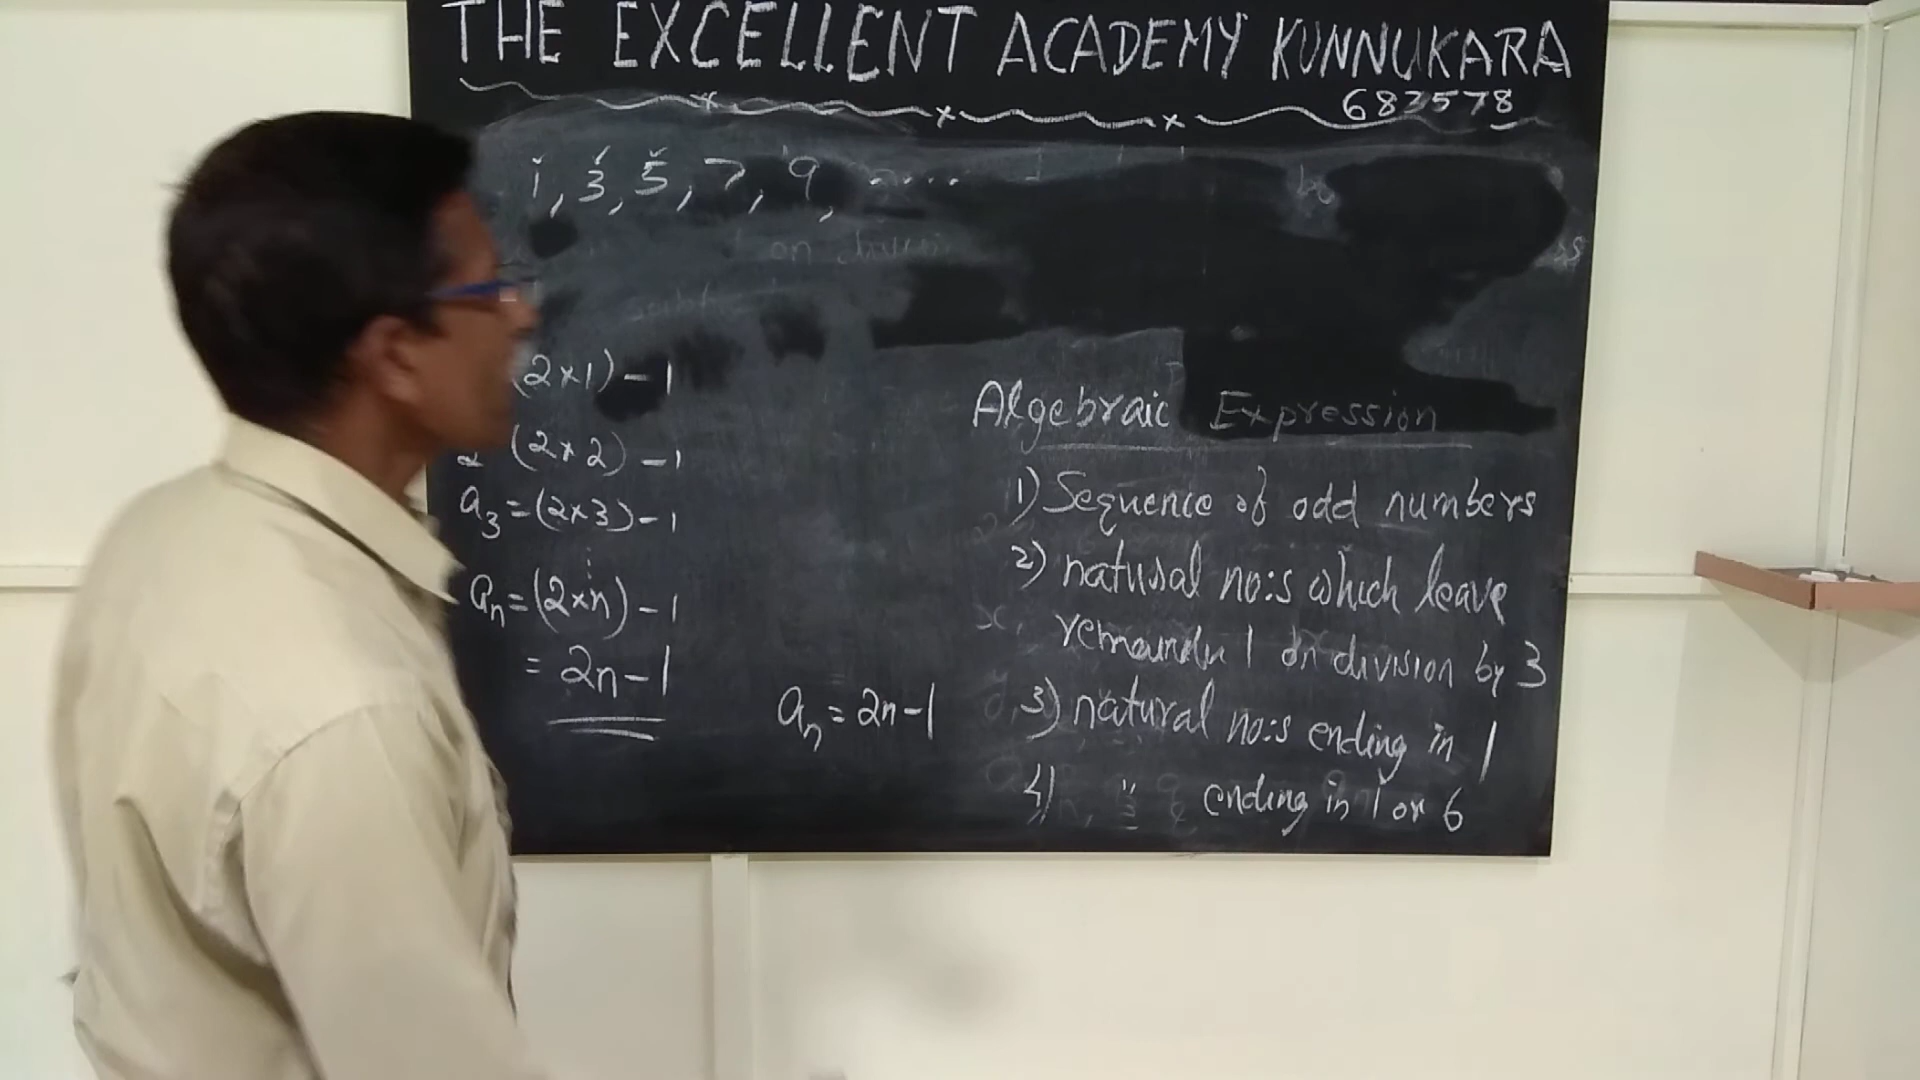 THE EXCELLENT ACADEMY KUNNUKARA
683578
1, 3, 5, 7, 9, ....
on
(2×1) - 1
2 (2×2) - 1
a₃ = (2×3) - 1
⋮
aₙ = (2×n) - 1
= 2n - 1
aₙ = 2n - 1
Algebraic Expression
1) Sequence of odd numbers
2) natural no:s which leave
remainder 1 on division by 3
3) natural no:s ending in 1
4) " ending in 1 or 6